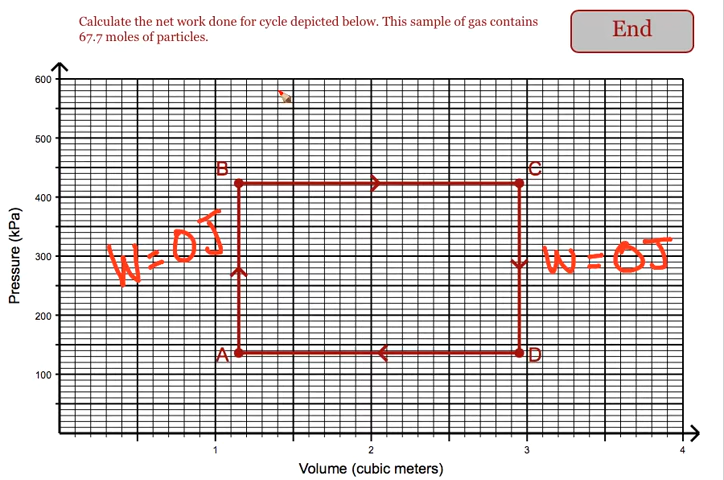 Calculate the net work done for cycle depicted below. This sample of gas contains
67.7 moles of particles.
End
600
500
B
C
400
W=0J
W=0J
Pressure (kPa)
300
200
A
D
100
1
2
3
4
Volume (cubic meters)